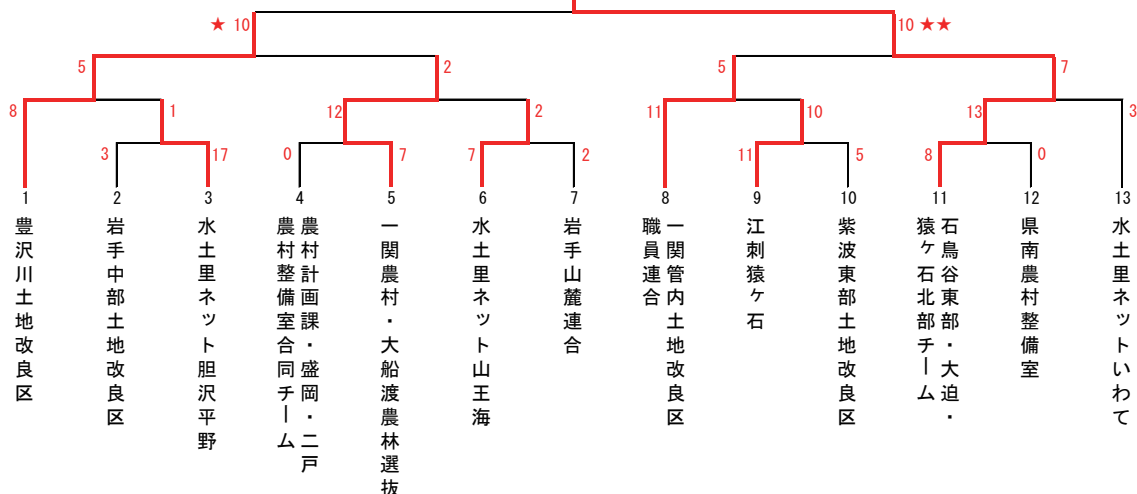 ★ 10
10 ★★
5
2
5
7
8
1
12
2
11
10
13
3
3
17
0
7
7
2
11
5
8
0
1
2
3
4
5
6
7
8
9
10
11
12
13
豊沢川土地改良区
岩手中部土地改良区
水土里ネット胆沢平野
農村計画課・盛岡・二戸
農村整備室合同チーム
一関農村・大船渡農林選抜
水土里ネット山王海
岩手山麓連合
一関管内土地改良区
職員連合
江刺猿ヶ石
紫波東部土地改良区
石鳥谷東部・大迫・
猿ヶ石北部チーム
県南農村整備室
水土里ネットいわて